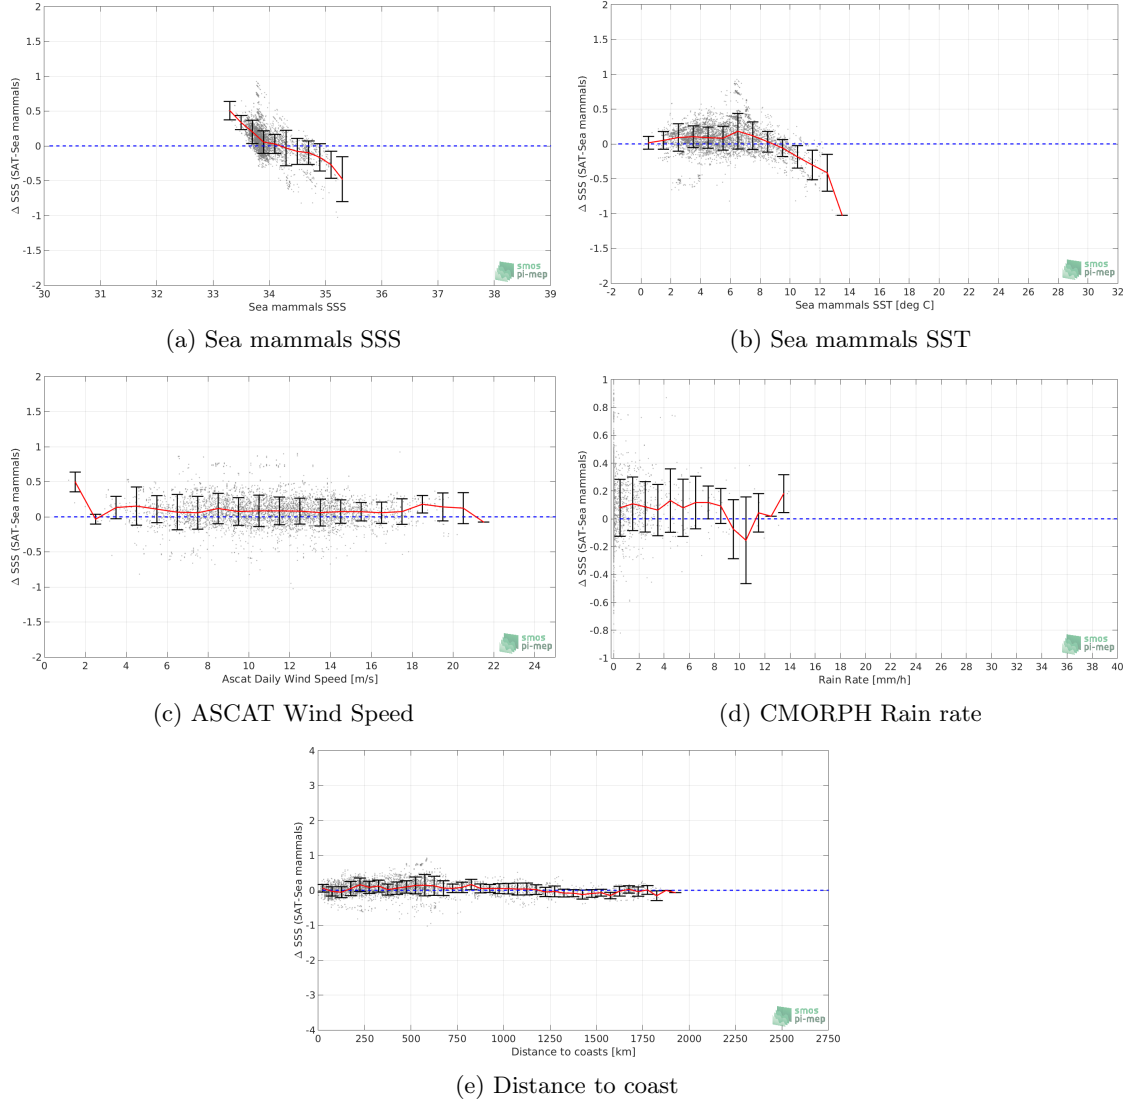 2
1.5
1
0.5
0
-0.5
-1
-1.5
-2
Δ SSS (SAT-Sea mammals)
30 31 32 33 34 35 36 37 38 39
Sea mammals SSS
smos
pi-mep
(a) Sea mammals SSS
2
1.5
1
0.5
0
-0.5
-1
-1.5
-2
Δ SSS (SAT-Sea mammals)
-2 0 2 4 6 8 10 12 14 16 18 20 22 24 26 28 30 32
Sea mammals SST [deg C]
smos
pi-mep
(b) Sea mammals SST
2
1.5
1
0.5
0
-0.5
-1
-1.5
-2
Δ SSS (SAT-Sea mammals)
0 2 4 6 8 10 12 14 16 18 20 22 24
Ascat Daily Wind Speed [m/s]
smos
pi-mep
(c) ASCAT Wind Speed
1
0.8
0.6
0.4
0.2
0
-0.2
-0.4
-0.6
-0.8
-1
Δ SSS (SAT-Sea mammals)
0 2 4 6 8 10 12 14 16 18 20 22 24 26 28 30 32 34 36 38 40
Rain Rate [mm/h]
smos
pi-mep
(d) CMORPH Rain rate
4
3
2
1
0
-1
-2
-3
-4
Δ SSS (SAT-Sea mammals)
0 250 500 750 1000 1250 1500 1750 2000 2250 2500 2750
Distance to coasts [km]
smos
pi-mep
(e) Distance to coast